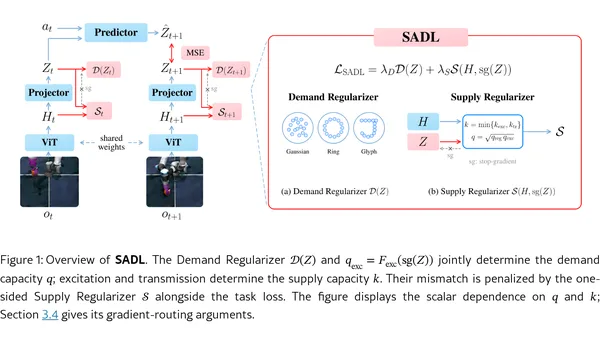 a_t
Predictor
Ẑ_{t+1}
MSE
Z_t
𝒟(Z_t)
Z_{t+1}
𝒟(Z_{t+1})
sg
sg
Projector
Projector
H_t
𝒮_t
H_{t+1}
𝒮_{t+1}
ViT
shared
weights
ViT
o_t
o_{t+1}
SADL
ℒ_SADL = λ_D 𝒟(Z) + λ_S 𝒮(H, sg(Z))
Demand Regularizer
Gaussian
Ring
Glyph
(a) Demand Regularizer 𝒟(Z)
Supply Regularizer
H
Z
k = min{k_exc, k_tr}
q = √q_reg q_exc
𝒮
sg
sg: stop-gradient
(b) Supply Regularizer 𝒮(H, sg(Z))
Figure 1: Overview of SADL. The Demand Regularizer 𝒟(Z) and q_exc = F_exc(sg(Z)) jointly determine the demand
capacity q; excitation and transmission determine the supply capacity k. Their mismatch is penalized by the one-
sided Supply Regularizer 𝒮 alongside the task loss. The figure displays the scalar dependence on q and k;
Section 3.4 gives its gradient-routing arguments.